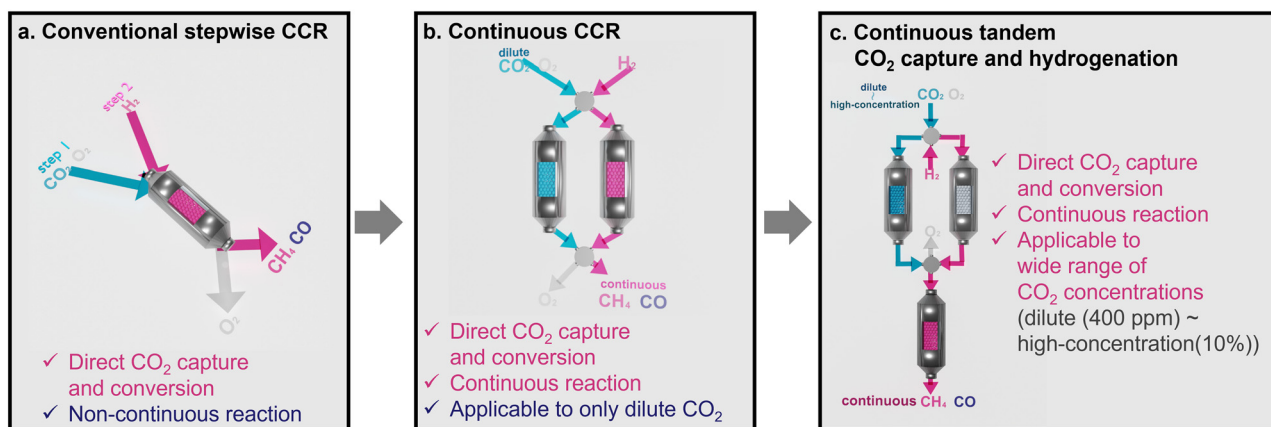 a. Conventional stepwise CCR
step 2
H₂
step 1
CO₂ O₂
CH₄ CO
O₂
✓ Direct CO₂ capture
and conversion
✓ Non-continuous reaction
b. Continuous CCR
dilute
CO₂ O₂
H₂
O₂
continuous
CH₄ CO
✓ Direct CO₂ capture
and conversion
✓ Continuous reaction
✓ Applicable to only dilute CO₂
c. Continuous tandem
CO₂ capture and hydrogenation
dilute
~
high-concentration
CO₂ O₂
H₂
O₂
continuous CH₄ CO
✓ Direct CO₂ capture
and conversion
✓ Continuous reaction
✓ Applicable to
wide range of
CO₂ concentrations
(dilute (400 ppm) ~
high-concentration(10%))